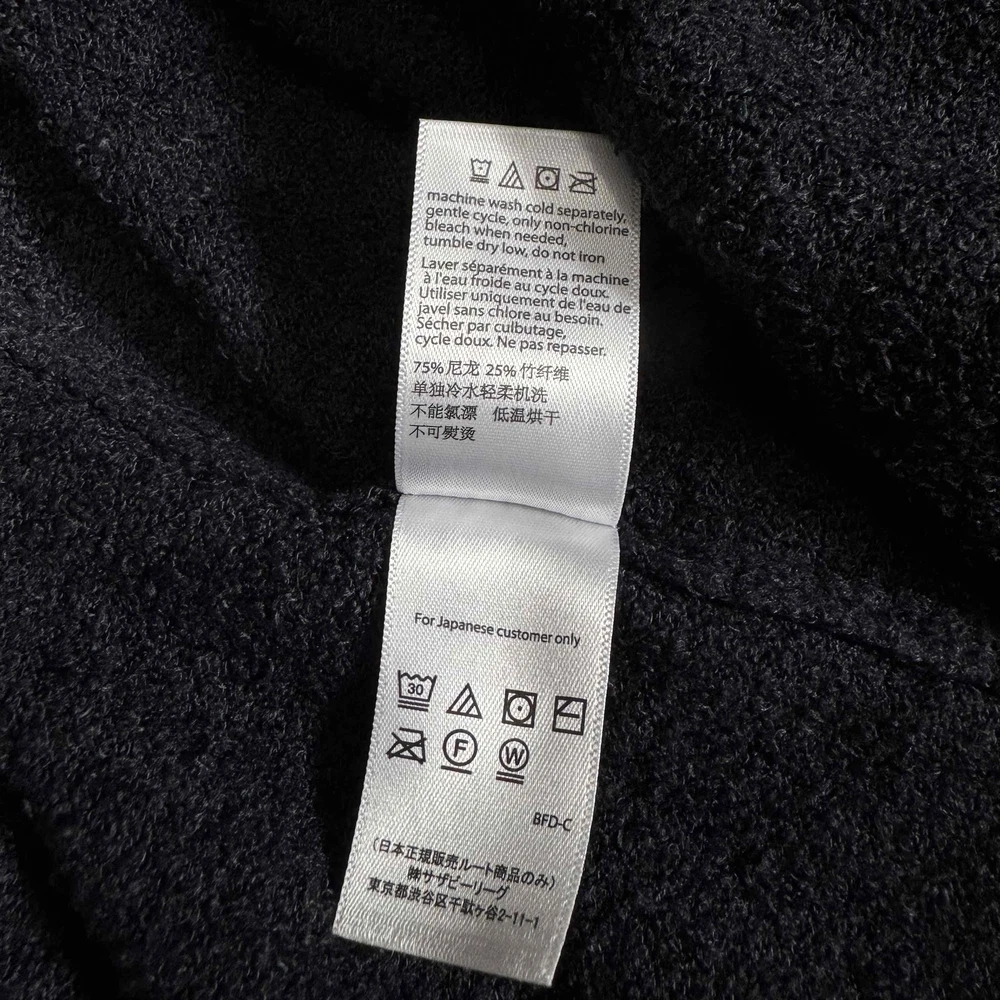 machine wash cold separately,
gentle cycle, only non-chlorine
bleach when needed,
tumble dry low, do not iron
Laver séparément à la machine
à l'eau froide au cycle doux.
Utiliser uniquement de l'eau de
javel sans chlore au besoin.
Sécher par culbutage,
cycle doux. Ne pas repasser.
75% 尼龙 25% 竹纤维
单独冷水轻柔机洗
不能氯漂 低温烘干
不可熨烫
For Japanese customer only
30
F W
BFD-C
(日本正規販売ルート商品のみ)
㈱サザビーリーグ
東京都渋谷区千駄ヶ谷2-11-1